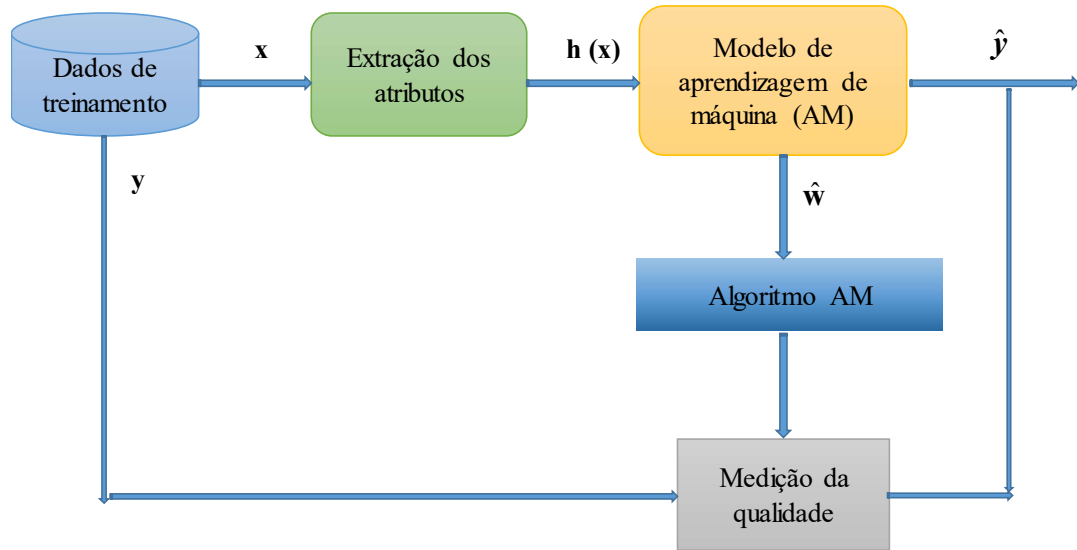 Dados de
treinamento
x
Extração dos
atributos
h (x)
Modelo de
aprendizagem de
máquina (AM)
ŷ
y
ŵ
Algoritmo AM
Medição da
qualidade